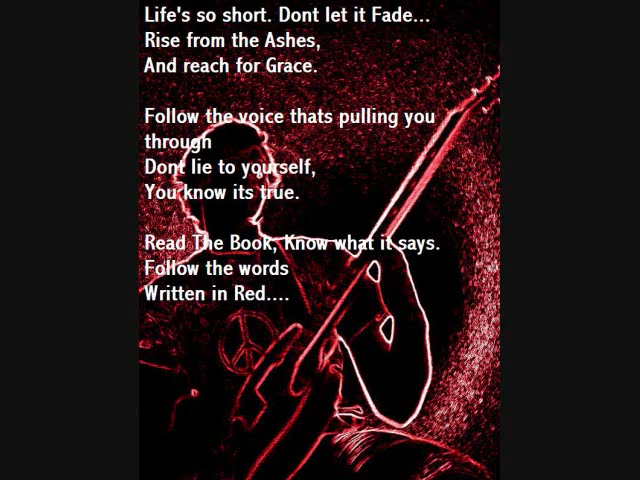 Life's so short. Dont let it Fade...
Rise from the Ashes,
And reach for Grace.
Follow the voice thats pulling you
through
Dont lie to yourself,
You know its true.
Read The Book, Know what it says.
Follow the words
Written in Red....